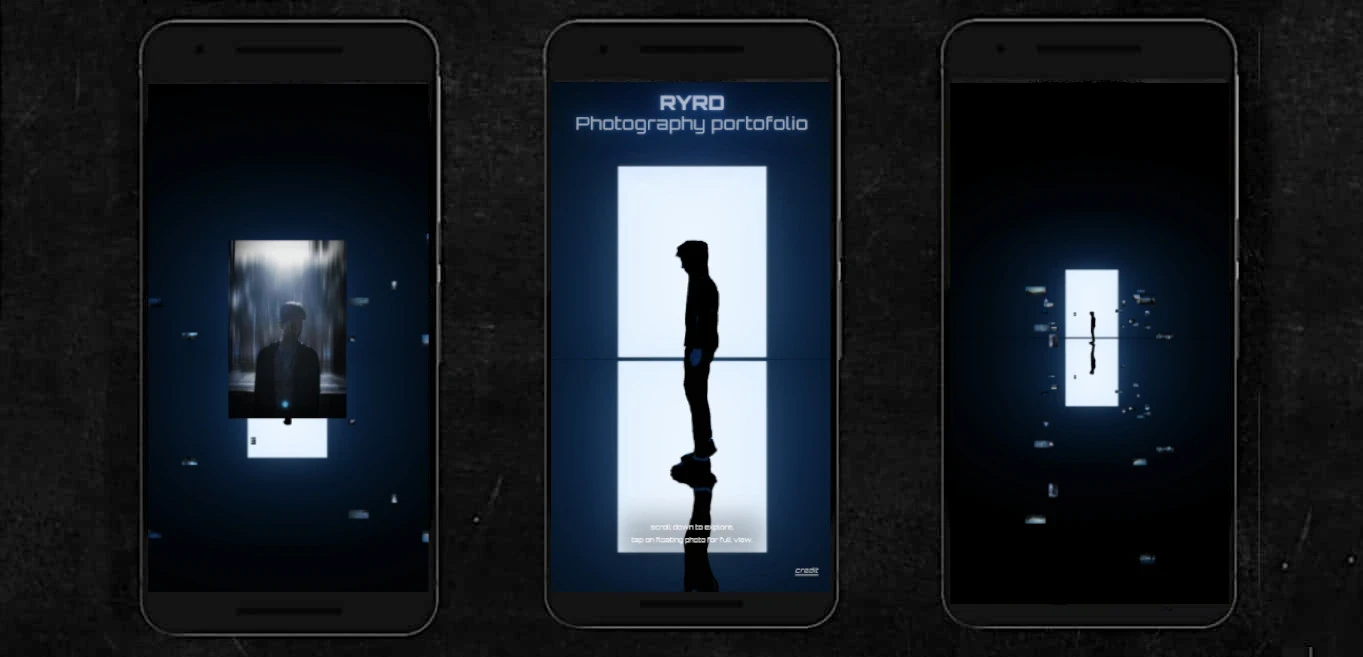 RYRD
Photography portofolio
scroll down to explore.
tap on floating photo for full view.
credit